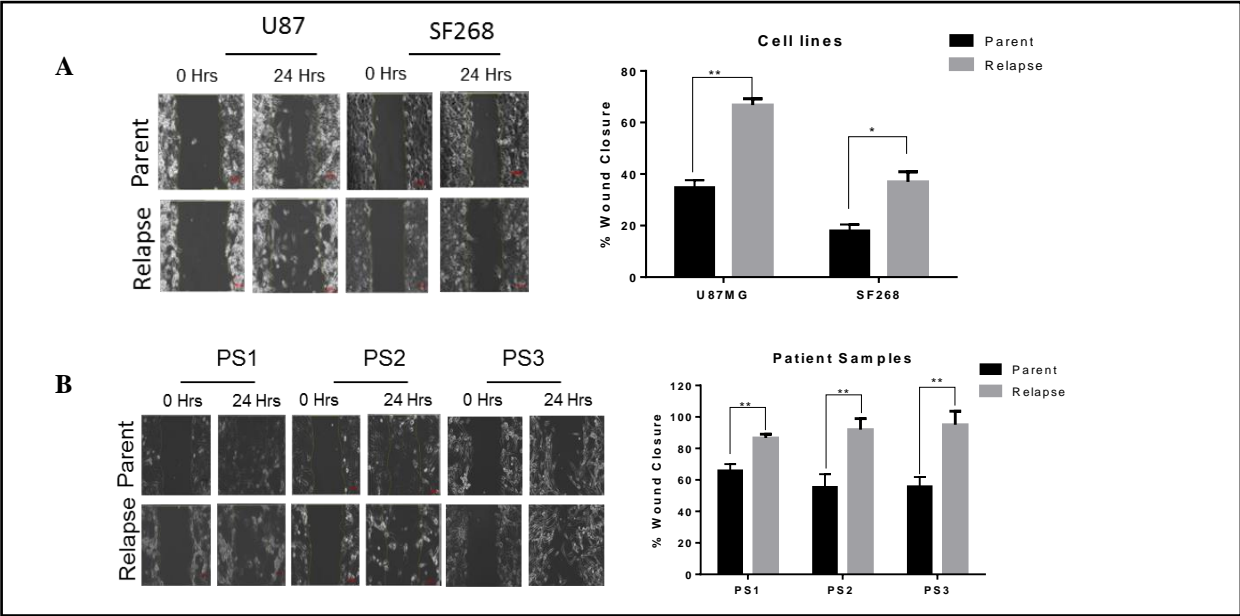 A
U87
SF268
0 Hrs
24 Hrs
0 Hrs
24 Hrs
Parent
Relapse
Cell lines
Parent
Relapse
% Wound Closure
80
60
40
20
0
**
*
U87MG
SF268
B
PS1
PS2
PS3
0 Hrs
24 Hrs
0 Hrs
24 Hrs
0 Hrs
24 Hrs
Parent
Relapse
Patient Samples
Parent
Relapse
% Wound Closure
120
100
80
60
40
20
0
**
**
**
PS1
PS2
PS3